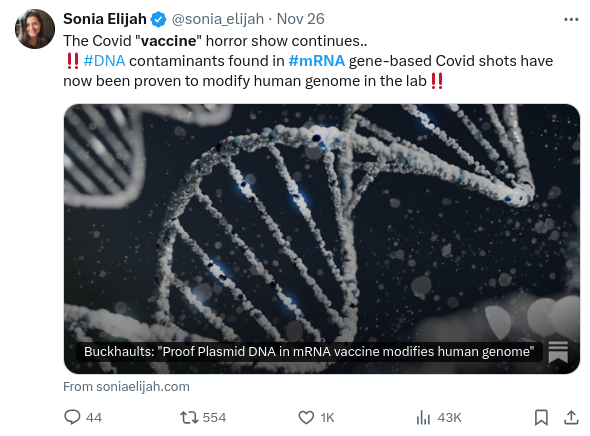 Sonia Elijah @sonia_elijah · Nov 26
The Covid "vaccine" horror show continues..
‼️#DNA contaminants found in #mRNA gene-based Covid shots have
now been proven to modify human genome in the lab‼️
Buckhaults: "Proof Plasmid DNA in mRNA vaccine modifies human genome"
From soniaelijah.com
44 554 1K 43K